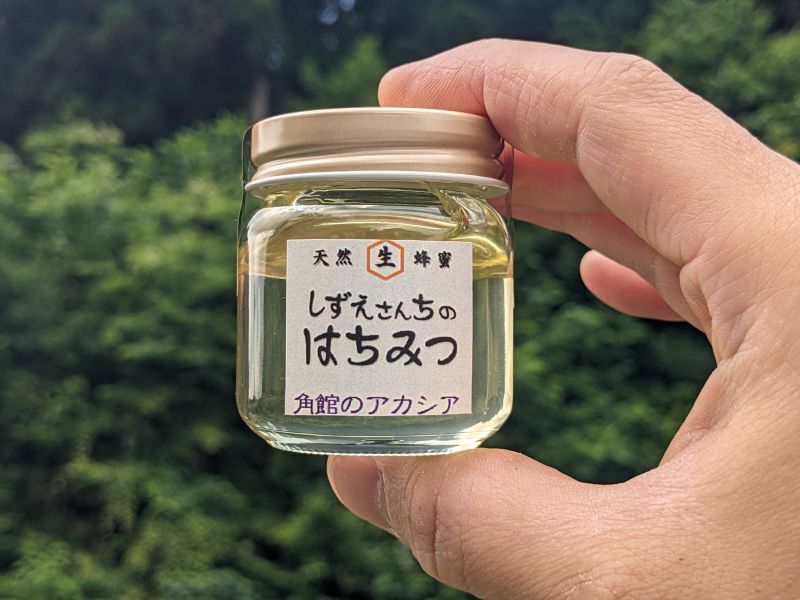 天然 生 蜂蜜
しずえさんちの
はちみつ
角館のアカシア